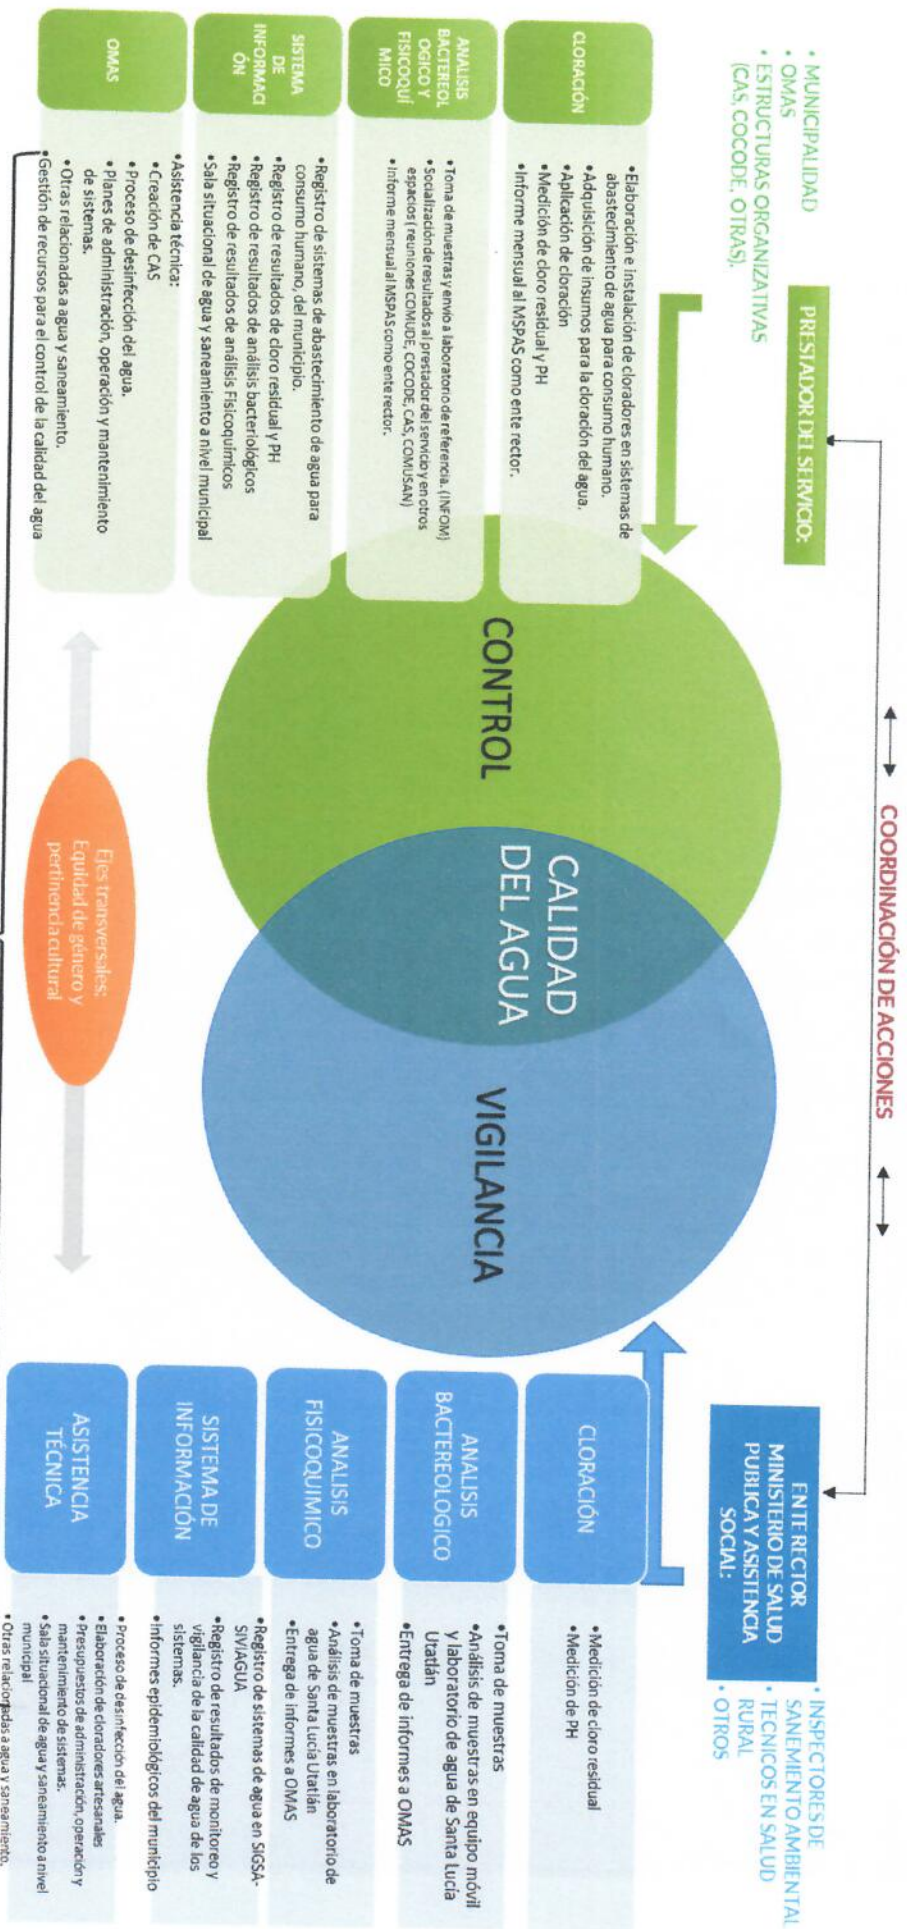 COORDINACIÓN DE ACCIONES
PRESTADOR DEL SERVICIO:
• MUNICIPALIDAD
• OMAS
• ESTRUCTURAS ORGANIZATIVAS
(CAS, COCODE, OTRAS).
CLORACIÓN
•Elaboración e instalación de cloradores en sistemas de
abastecimiento de agua para consumo humano.
•Adquisición de insumos para la cloración del agua.
•Aplicación de cloración
•Medición de cloro residual y PH
•Informe mensual al MSPAS como ente rector.
ANALISIS
BACTEREOL
OGICO Y
FISICOQUÍ
MICO
•Toma de muestras y envio a laboratorio de referencia. (INFOM)
•Socialización de resultados al prestador del servicio y en otros
espacios ( reuniones COMUDE, COCODE, CAS, COMUSAN)
•Informe mensual al MSPAS como ente rector.
SISTEMA
DE
INFORMACI
ÓN
•Registro de sistemas de abastecimiento de agua para
consumo humano, del municipio.
•Registro de resultados de cloro residual y PH
•Registro de resultados de análisis bacteriológicos
•Registro de resultados de análisis Fisicoquímicos
•Sala situacional de agua y saneamiento a nivel municipal
OMAS
•Asistencia técnica:
•Creación de CAS
•Proceso de desinfección del agua.
•Planes de administración, operación y mantenimiento
de sistemas.
•Otras relacionadas a agua y saneamiento.
•Gestión de recursos para el control de la calidad del agua
CONTROL
CALIDAD
DEL AGUA
VIGILANCIA
Ejes transversales:
Equidad de género y
pertinencia cultural
ENTE RECTOR
MINISTERIO DE SALUD
PUBLICA Y ASISTENCIA
SOCIAL:
• INSPECTORES DE
SANEMIENTO AMBIENTAL
• TECNICOS EN SALUD
RURAL
• OTROS
CLORACIÓN
•Medición de cloro residual
•Medición de PH
ANALISIS
BACTEREOLOGICO
•Toma de muestras
•Análisis de muestras en equipo móvil
y laboratorio de agua de Santa Lucía
Utatlán
•Entrega de informes a OMAS
ANALISIS
FISICOQUIMICO
•Toma de muestras
•Análisis de muestras en laboratorio de
agua de Santa Lucía Utatlán
•Entrega de informes a OMAS
SISTEMA DE
INFORMACIÓN
•Registro de sistemas de agua en SIGSA-
SIVIAGUA
•Registro de resultados de monitoreo y
vigilancia de la calidad de agua de los
sistemas.
•Informes epidemiológicos del municipio
ASISTENCIA
TÉCNICA
•Proceso de desinfección del agua.
•Elaboración de cloradores artesanales
•Presupuestos de administración, operación y
mantenimiento de sistemas.
•Sala situacional de agua y saneamiento a nivel
municipal
•Otras relacionadas a agua y saneamiento.